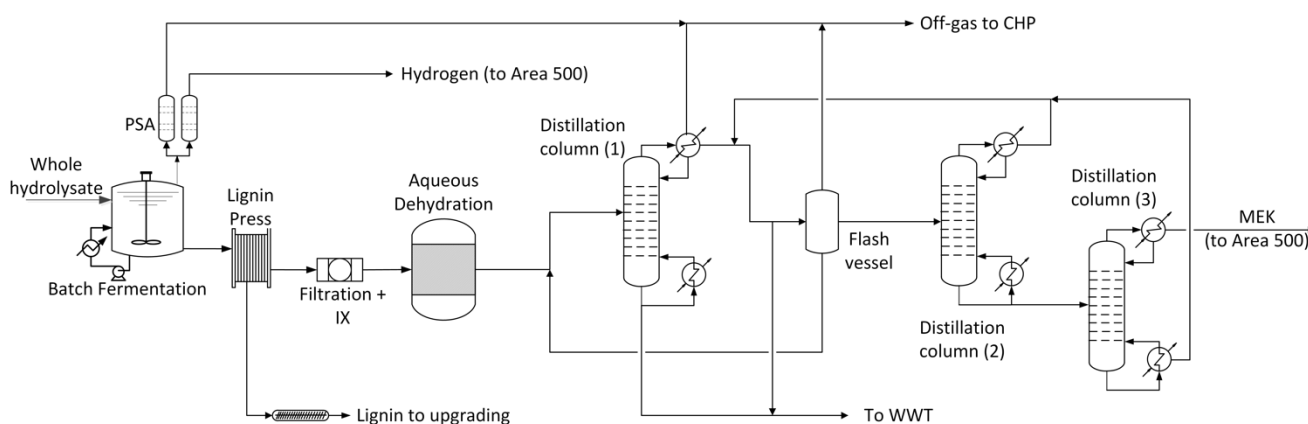 Off-gas to CHP
Hydrogen (to Area 500)
PSA
Distillation
column (1)
Whole
hydrolysate
Lignin
Press
Aqueous
Dehydration
Distillation
column (3)
MEK
(to Area 500)
Flash
vessel
Batch Fermentation
Filtration +
IX
Distillation
column (2)
Lignin to upgrading
To WWT